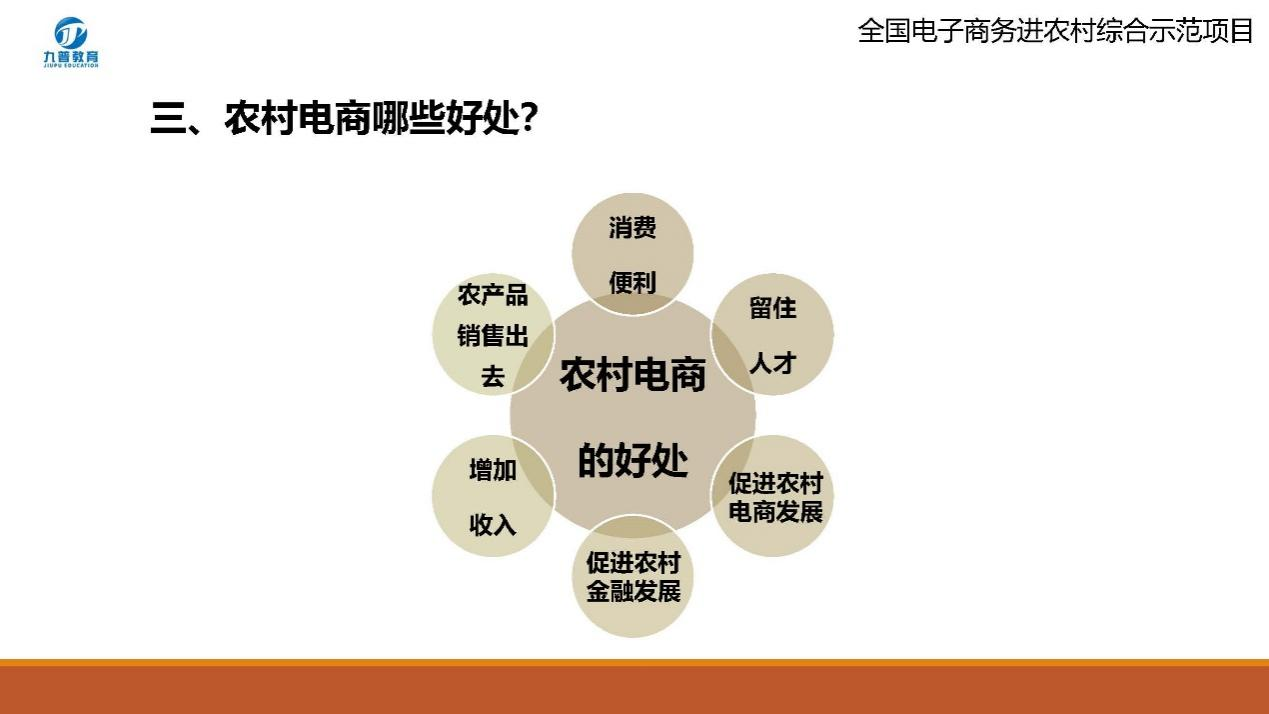 九普教育
JIUPU EDUCATION
全国电子商务进农村综合示范项目
三、农村电商哪些好处？
消费
便利
留住
人才
促进农村
电商发展
促进农村
金融发展
增加
收入
农产品
销售出
去
农村电商
的好处